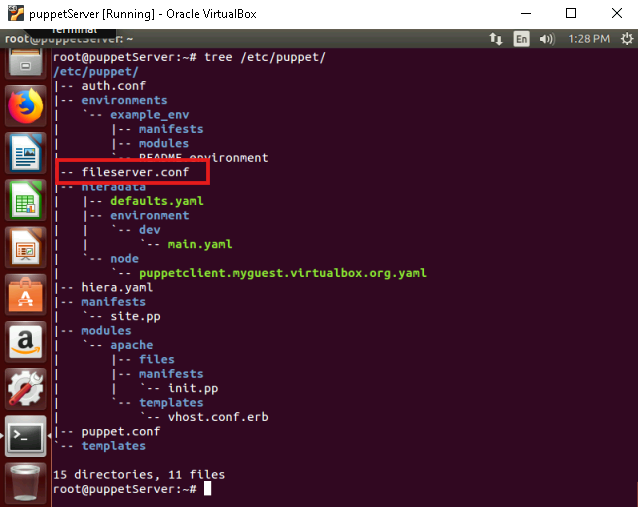 puppetServer [Running] - Oracle VirtualBox
Terminal
root@puppetServer: ~
En
1:28 PM
root@puppetServer:~# tree /etc/puppet/
/etc/puppet/
|-- auth.conf
|-- environments
|   `-- example_env
|       |-- manifests
|       |-- modules
|       `-- README.environment
|-- fileserver.conf
|-- hieradata
|   |-- defaults.yaml
|   |-- environment
|   |   `-- dev
|   |       `-- main.yaml
|   `-- node
|       `-- puppetclient.myguest.virtualbox.org.yaml
|-- hiera.yaml
|-- manifests
|   `-- site.pp
|-- modules
|   `-- apache
|       |-- files
|       |-- manifests
|       |   `-- init.pp
|       `-- templates
|           `-- vhost.conf.erb
|-- puppet.conf
`-- templates
15 directories, 11 files
root@puppetServer:~#